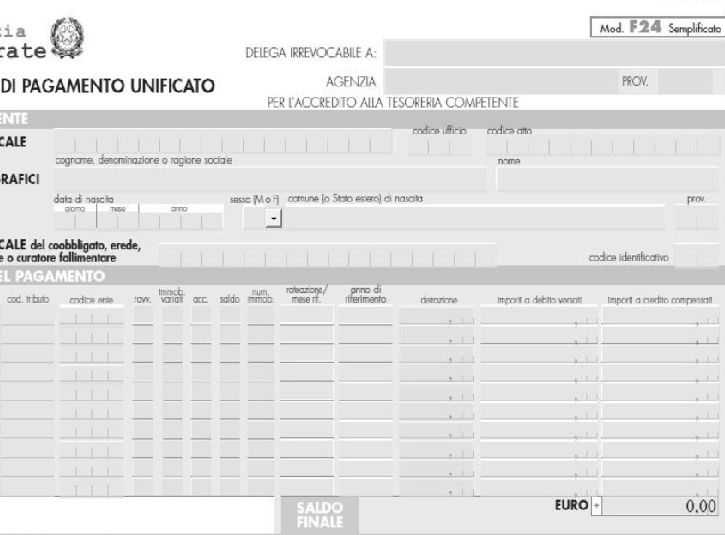 zia
rate
Mod. F24 Semplificato
DELEGA IRREVOCABILE A:
DI PAGAMENTO UNIFICATO
AGENZIA
PROV.
PER L'ACCREDITO ALLA TESORERIA COMPETENTE
ENTE
CALE
codice ufficio
codice atto
cognome, denominazione o ragione sociale
nome
GRAFICI
data di nascita
sesso (M o F)
comune (o Stato estero) di nascita
prov.
giorno
mese
anno
CALE del coobbligato, erede,
e o curatore fallimentare
codice identificativo
EL PAGAMENTO
cod. tributo
codice ente
ravv.
immob. variati
acc.
saldo
num. immob.
rateazione/ mese rif.
anno di riferimento
detrazione
importi a debito versati
importi a credito compensati
SALDO
FINALE
EURO + 0,00